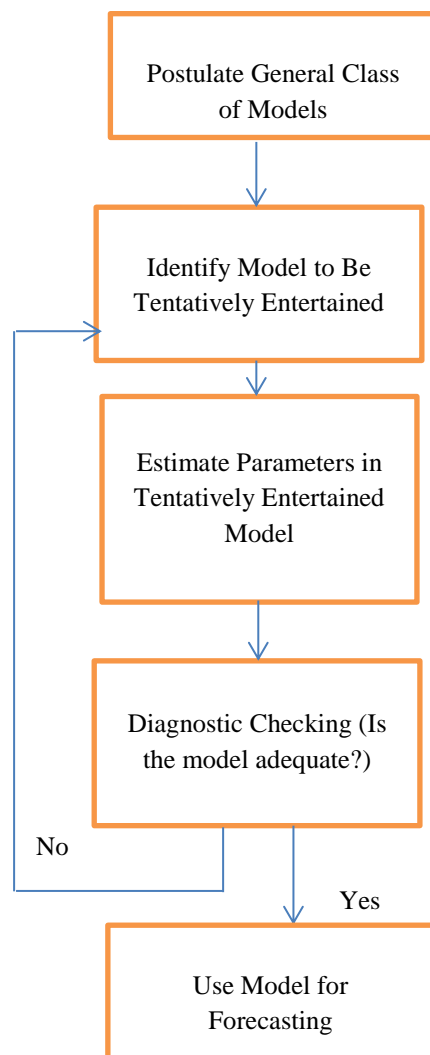 Postulate General Class
of Models
Identify Model to Be
Tentatively Entertained
Estimate Parameters in
Tentatively Entertained
Model
Diagnostic Checking (Is
the model adequate?)
No
Yes
Use Model for
Forecasting